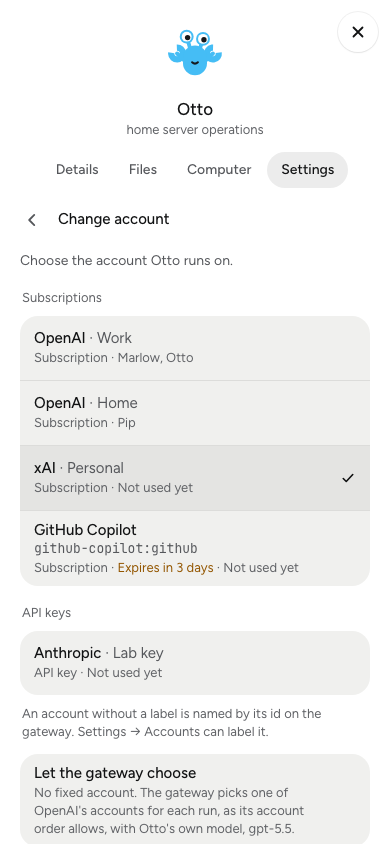 Otto
home server operations
Details Files Computer Settings
Change account
Choose the account Otto runs on.
Subscriptions
OpenAI · Work
Subscription · Marlow, Otto
OpenAI · Home
Subscription · Pip
xAI · Personal
Subscription · Not used yet
GitHub Copilot
github-copilot:github
Subscription · Expires in 3 days · Not used yet
API keys
Anthropic · Lab key
API key · Not used yet
An account without a label is named by its id on the
gateway. Settings → Accounts can label it.
Let the gateway choose
No fixed account. The gateway picks one of
OpenAI's accounts for each run, as its account
order allows, with Otto's own model, gpt-5.5.